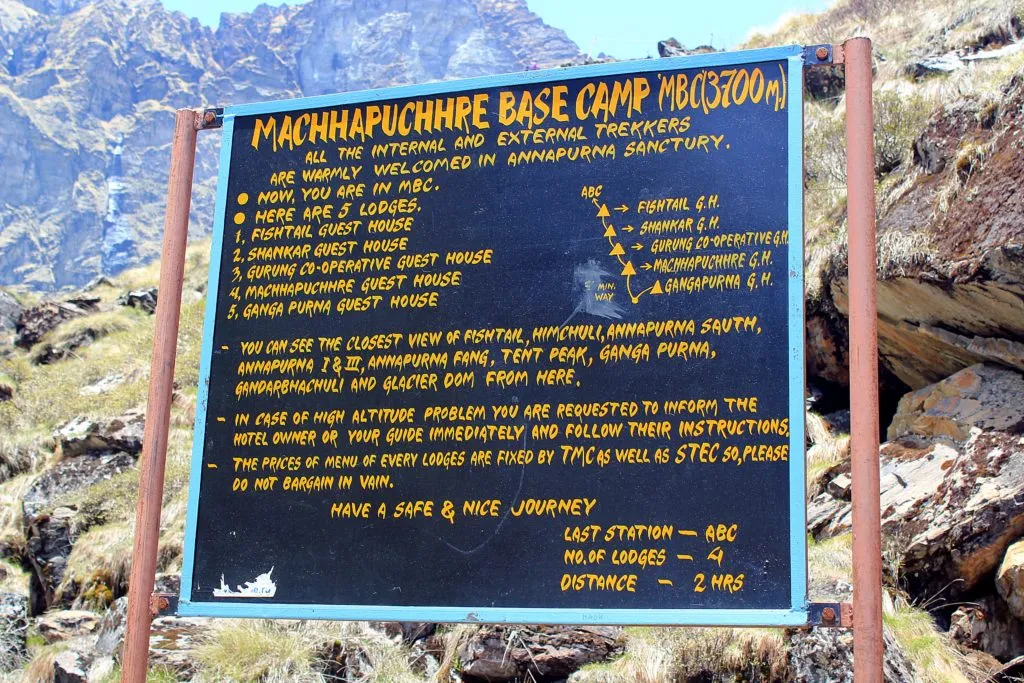 MACHHAPUCHHRE BASE CAMP 'MBC'(3700m.)
ALL THE INTERNAL AND EXTERNAL TREKKERS
ARE WARMLY WELCOMED IN ANNAPURNA SANCTURY.
● NOW, YOU ARE IN MBC.
● HERE ARE 5 LODGES.
1, FISHTAIL GUEST HOUSE
2, SHANKAR GUEST HOUSE
3, GURUNG CO-OPERATIVE GUEST HOUSE
4, MACHHAPUCHHRE GUEST HOUSE
5, GANGA PURNA GUEST HOUSE
ABC
→ FISHTAIL G.H.
→ SHANKAR G.H.
→ GURUNG CO-OPERATIVE G.H.
→ MACHHAPUCHHRE G.H.
GANGAPURNA G.H.
5 MIN.
WAY
- YOU CAN SEE THE CLOSEST VIEW OF FISHTAIL, HIMCHULI, ANNAPURNA SAUTH,
ANNAPURNA I & III, ANNAPURNA FANG, TENT PEAK, GANGA PURNA,
GANDARBHACHULI AND GLACIER DOM FROM HERE.
- IN CASE OF HIGH ALTITUDE PROBLEM YOU ARE REQUESTED TO INFORM THE
HOTEL OWNER OR YOUR GUIDE IMMEDIATELY AND FOLLOW THEIR INSTRUCTIONS.
- THE PRICES OF MENU OF EVERY LODGES ARE FIXED BY TMC AS WELL AS STEC SO, PLEASE
DO NOT BARGAIN IN VAIN.
HAVE A SAFE & NICE JOURNEY
LAST STATION - ABC
NO. OF LODGES - 4
DISTANCE - 2 HRS